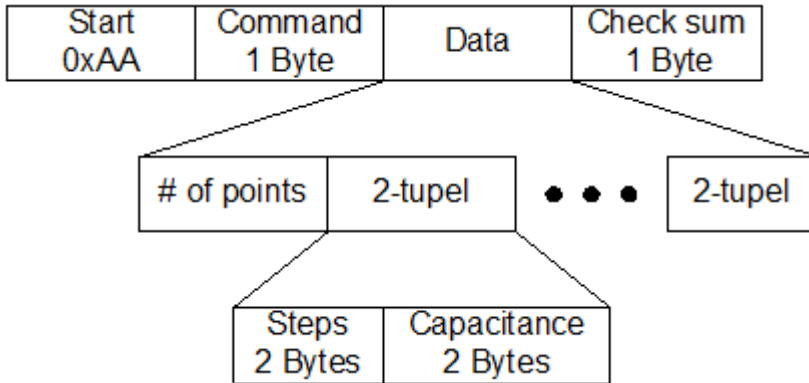 Start
0xAA
Command
1 Byte
Data
Check sum
1 Byte
# of points
2-tupel
2-tupel
Steps
2 Bytes
Capacitance
2 Bytes